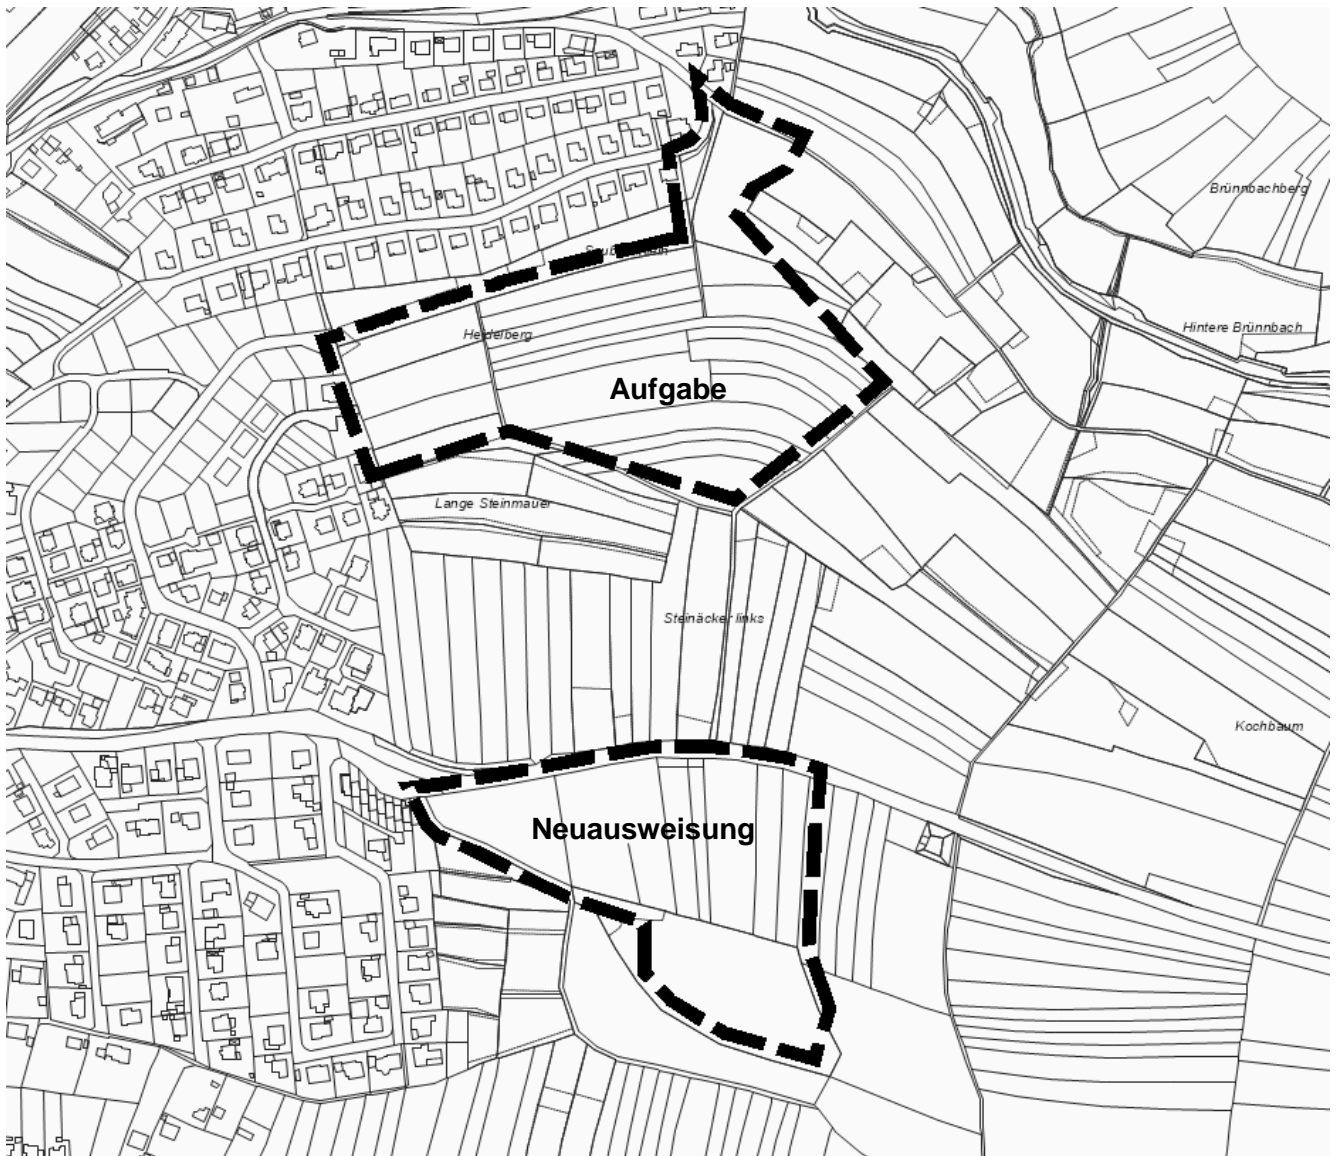 Brünnbachberg
Hintere Brünnbach
Heidelberg
Aufgabe
Lange Steinmauer
Steinäcker links
Kochbaum
Neuausweisung